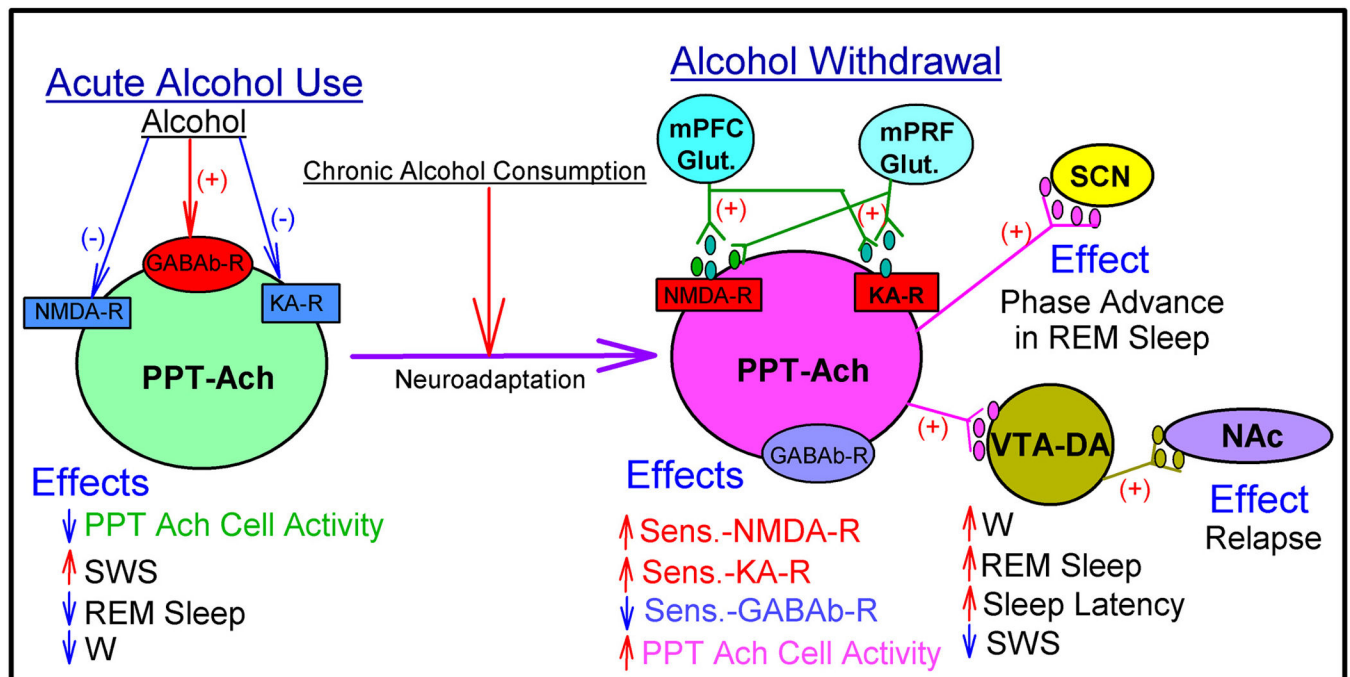 Acute Alcohol Use
Alcohol
(-)
(+)
(-)
GABAb-R
NMDA-R
KA-R
PPT-Ach
Effects
↓ PPT Ach Cell Activity
↑ SWS
↓ REM Sleep
↓ W
Chronic Alcohol Consumption
Neuroadaptation
Alcohol Withdrawal
mPFC
Glut.
mPRF
Glut.
(+)
(+)
NMDA-R
KA-R
PPT-Ach
GABAb-R
(+)
SCN
Effect
Phase Advance
in REM Sleep
(+)
VTA-DA
(+)
NAc
Effect
Relapse
Effects
↑ Sens.-NMDA-R
↑ Sens.-KA-R
↓ Sens.-GABAb-R
↑ PPT Ach Cell Activity
↑ W
↑ REM Sleep
↑ Sleep Latency
↓ SWS